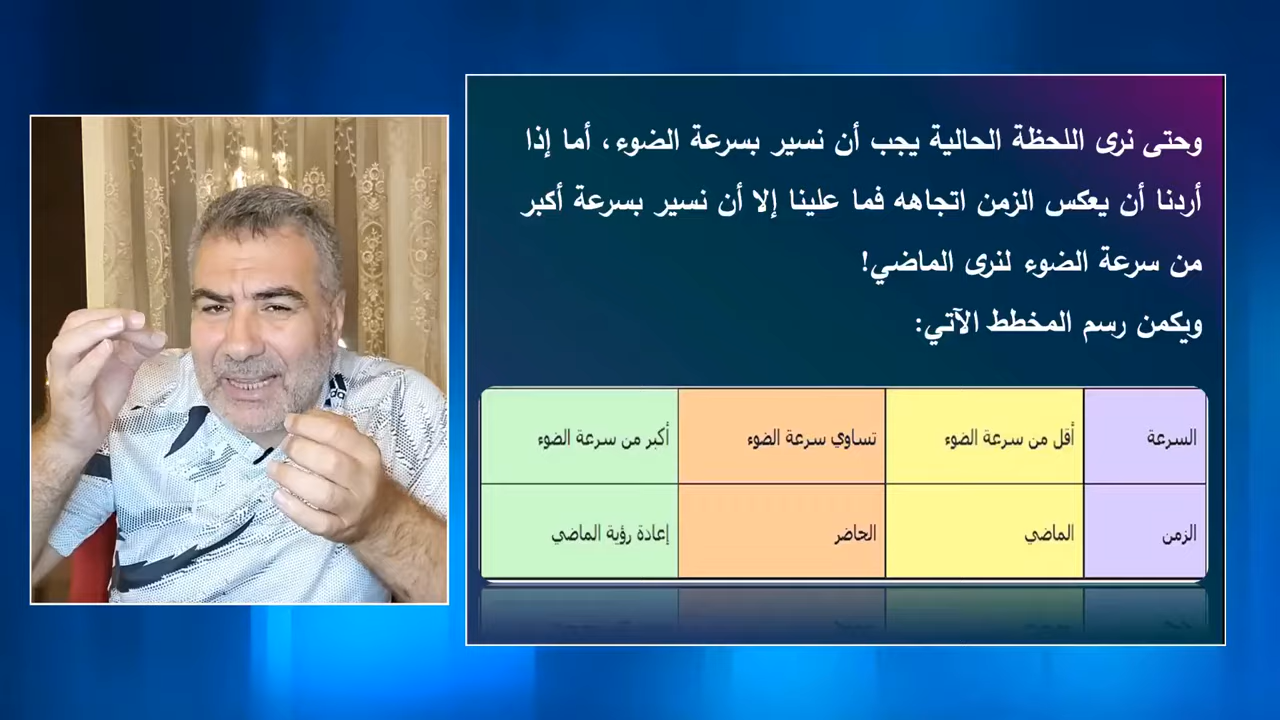 وحتى نرى اللحظة الحالية يجب أن نسير بسرعة الضوء، أما إذا
أردنا أن يعكس الزمن اتجاهه فما علينا إلا أن نسير بسرعة أكبر
من سرعة الضوء لنرى الماضي!
ويكمن رسم المخطط الآتي:
السرعة أقل من سرعة الضوء تساوي سرعة الضوء أكبر من سرعة الضوء
الزمن الماضي الحاضر إعادة رؤية الماضي